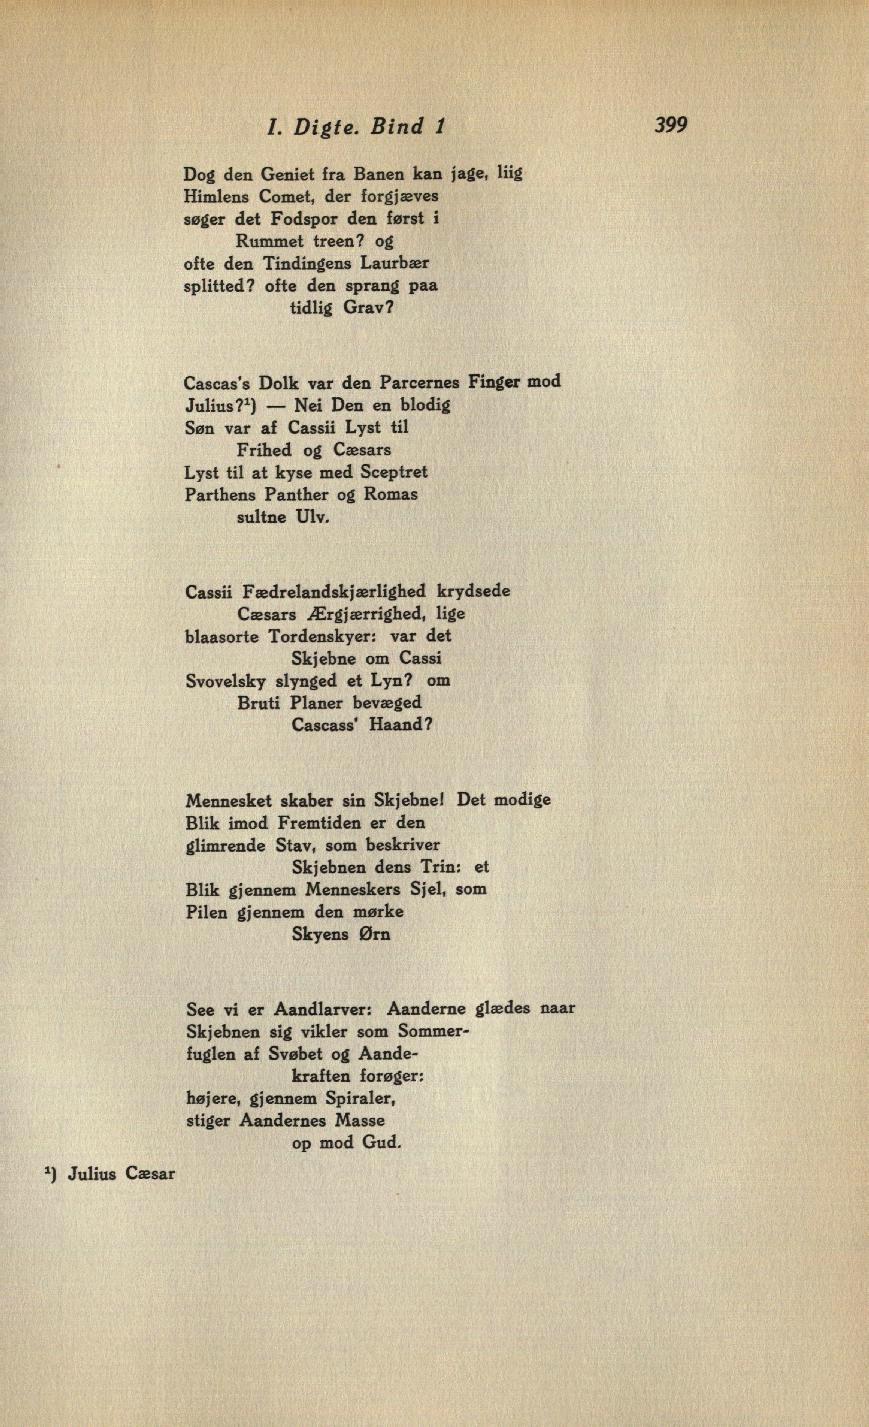 I. Digte. Bind 1 399
Dog den Geniet fra Banen kan jage, liig
Himlens Comet, der forgjæves
søger det Fodspor den først i
Rummet treen? og
ofte den Tindingens Laurbær
splitted? ofte den sprang paa
tidlig Grav?
Cascas's Dolk var den Parcernes Finger mod
Julius?¹) — Nei Den en blodig
Søn var af Cassii Lyst til
Frihed og Cæsars
Lyst til at kyse med Sceptret
Parthens Panther og Romas
sultne Ulv.
Cassii Fædrelandskjærlighed krydsede
Cæsars Ærgjærrighed, lige
blaasorte Tordenskyer: var det
Skjebne om Cassi
Svovelsky slynged et Lyn? om
Bruti Planer bevæged
Cascass' Haand?
Mennesket skaber sin Skjebne! Det modige
Blik imod Fremtiden er den
glimrende Stav, som beskriver
Skjebnen dens Trin: et
Blik gjennem Menneskers Sjel, som
Pilen gjennem den mørke
Skyens Ørn
See vi er Aandlarver: Aanderne glædes naar
Skjebnen sig vikler som Sommer-
fuglen af Svøbet og Aande-
kraften forøger:
højere, gjennem Spiraler,
stiger Aandernes Masse
op mod Gud.
¹) Julius Cæsar